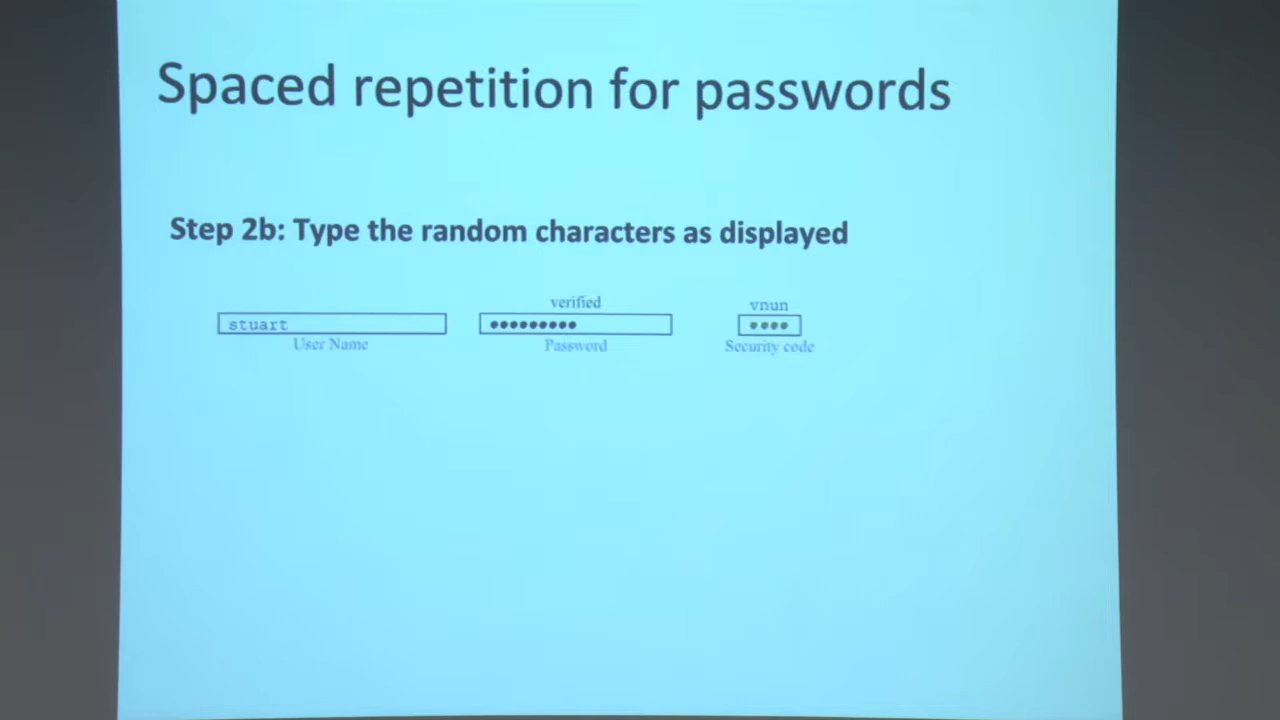 Spaced repetition for passwords
Step 2b: Type the random characters as displayed
verified
vnun
stuart
•••••••••
••••
User Name
Password
Security code